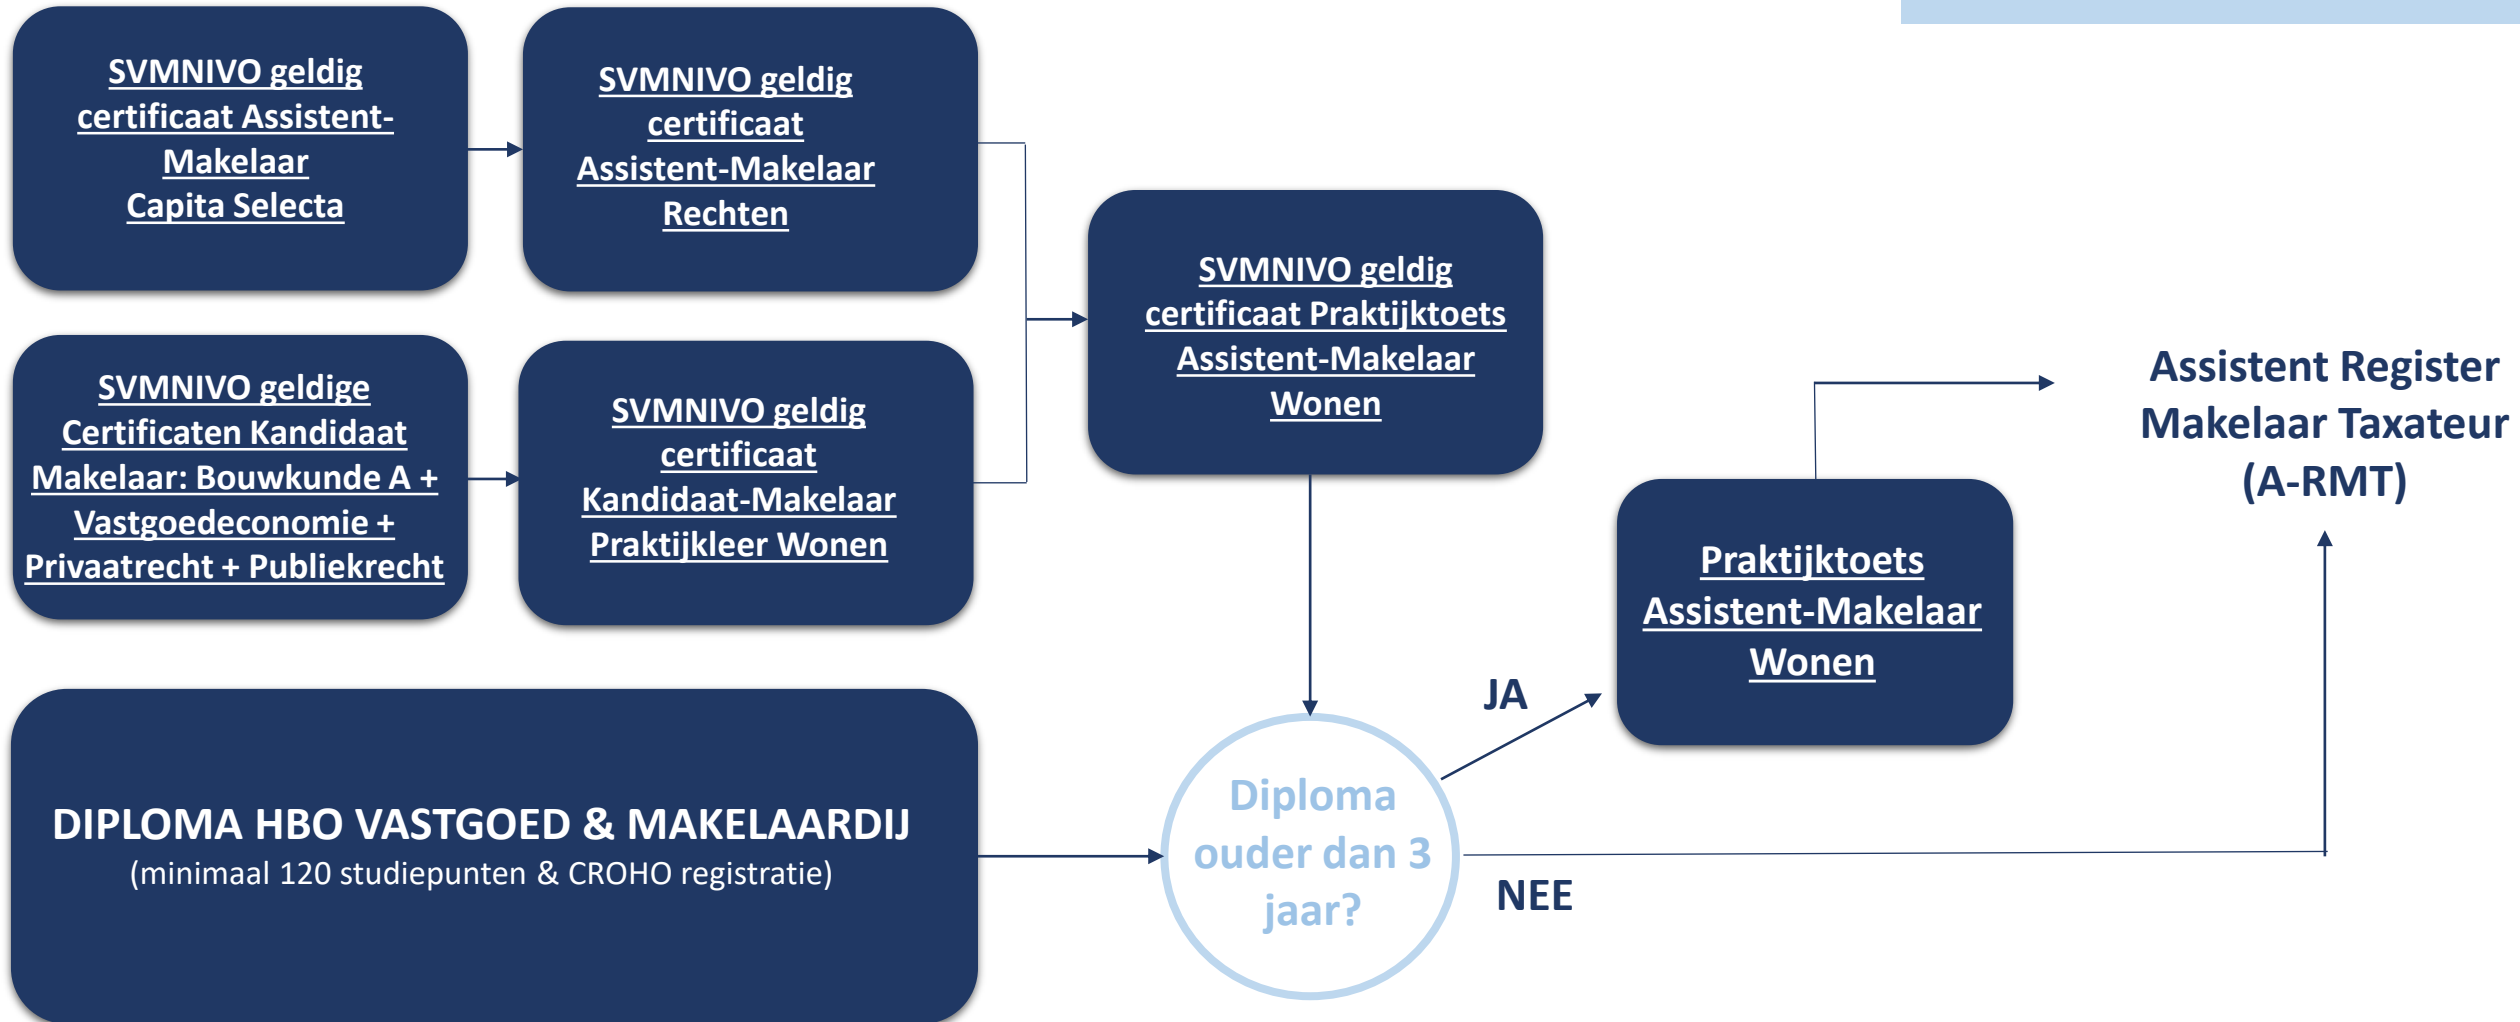 SVMNIVO geldig
certificaat Assistent-
Makelaar
Capita Selecta
SVMNIVO geldig
certificaat
Assistent-Makelaar
Rechten
SVMNIVO geldig
certificaat Praktijktoets
Assistent-Makelaar
Wonen
SVMNIVO geldige
Certificaten Kandidaat
Makelaar: Bouwkunde A +
Vastgoedeconomie +
Privaatrecht + Publiekrecht
SVMNIVO geldig
certificaat
Kandidaat-Makelaar
Praktijkleer Wonen
Assistent Register
Makelaar Taxateur
(A-RMT)
Praktijktoets
Assistent-Makelaar
Wonen
JA
DIPLOMA HBO VASTGOED & MAKELAARDIJ
(minimaal 120 studiepunten & CROHO registratie)
Diploma
ouder dan 3
jaar?
NEE